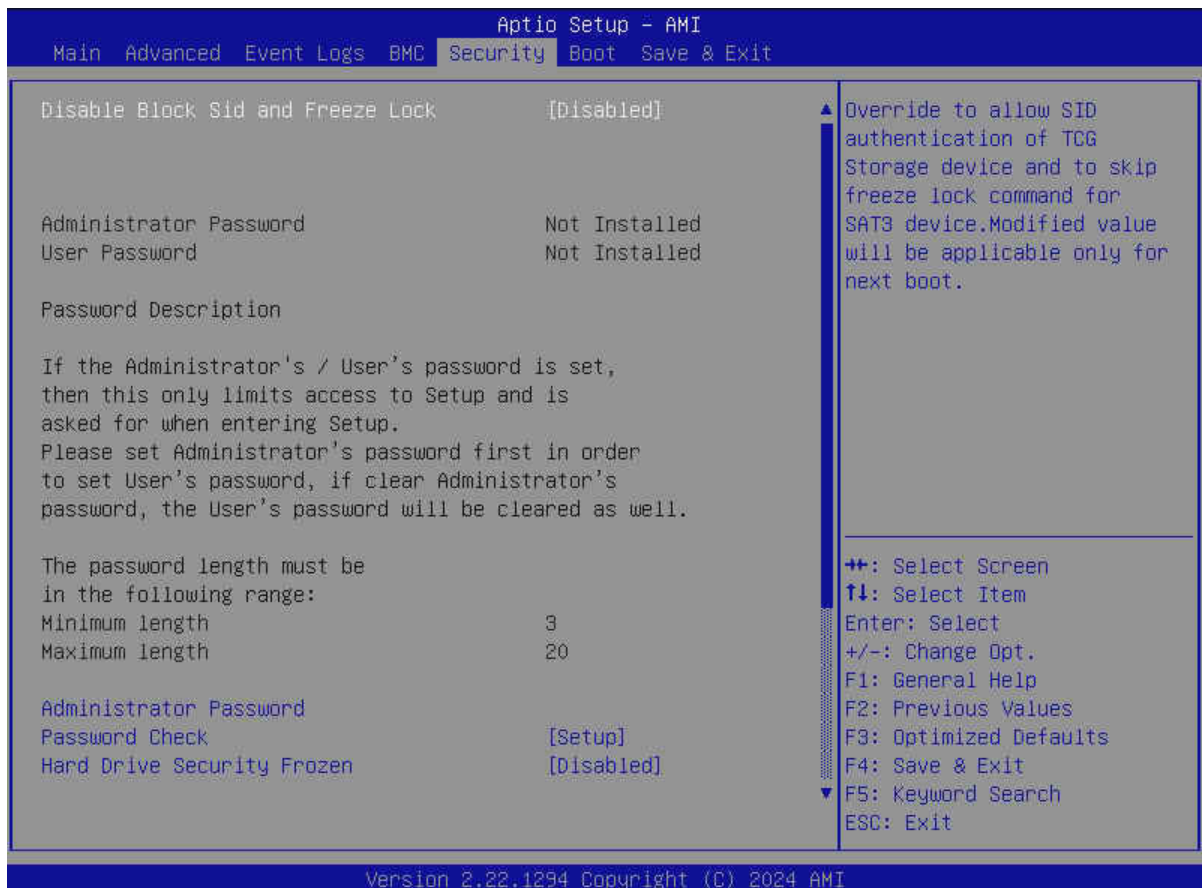 Aptio Setup – AMI
Main Advanced Event Logs BMC Security Boot Save & Exit
Disable Block Sid and Freeze Lock [Disabled]
Administrator Password Not Installed
User Password Not Installed
Password Description
If the Administrator's / User's password is set,
then this only limits access to Setup and is
asked for when entering Setup.
Please set Administrator's password first in order
to set User's password, if clear Administrator's
password, the User's password will be cleared as well.
The password length must be
in the following range:
Minimum length 3
Maximum length 20
Administrator Password
Password Check [Setup]
Hard Drive Security Frozen [Disabled]
Override to allow SID
authentication of TCG
Storage device and to skip
freeze lock command for
SAT3 device.Modified value
will be applicable only for
next boot.
→←: Select Screen
↑↓: Select Item
Enter: Select
+/-: Change Opt.
F1: General Help
F2: Previous Values
F3: Optimized Defaults
F4: Save & Exit
F5: Keyword Search
ESC: Exit
Version 2.22.1294 Copyright (C) 2024 AMI